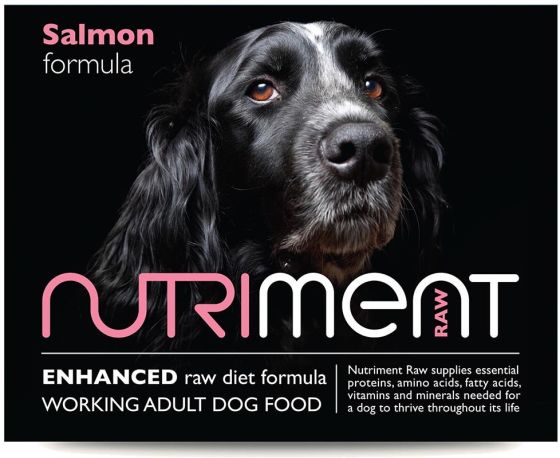 Salmon
formula
NUTRIMENT
RAW
ENHANCED raw diet formula
WORKING ADULT DOG FOOD
Nutriment Raw supplies essential
proteins, amino acids, fatty acids,
vitamins and minerals needed for
a dog to thrive throughout its life